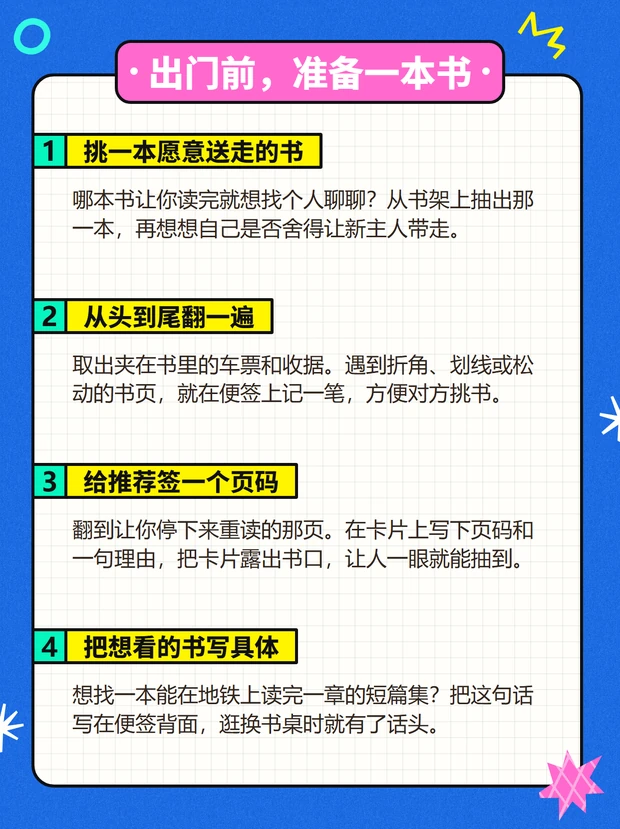 ·出门前，准备一本书·
1 挑一本愿意送走的书
哪本书让你读完就想找个人聊聊？从书架上抽出那
一本，再想想自己是否舍得让新主人带走。
2 从头到尾翻一遍
取出夹在书里的车票和收据。遇到折角、划线或松
动的书页，就在便签上记一笔，方便对方挑书。
3 给推荐签一个页码
翻到让你停下来重读的那页。在卡片上写下页码和
一句理由，把卡片露出书口，让人一眼就能抽到。
4 把想看的书写具体
想找一本能在地铁上读完一章的短篇集？把这句话
写在便签背面，逛换书桌时就有了话头。